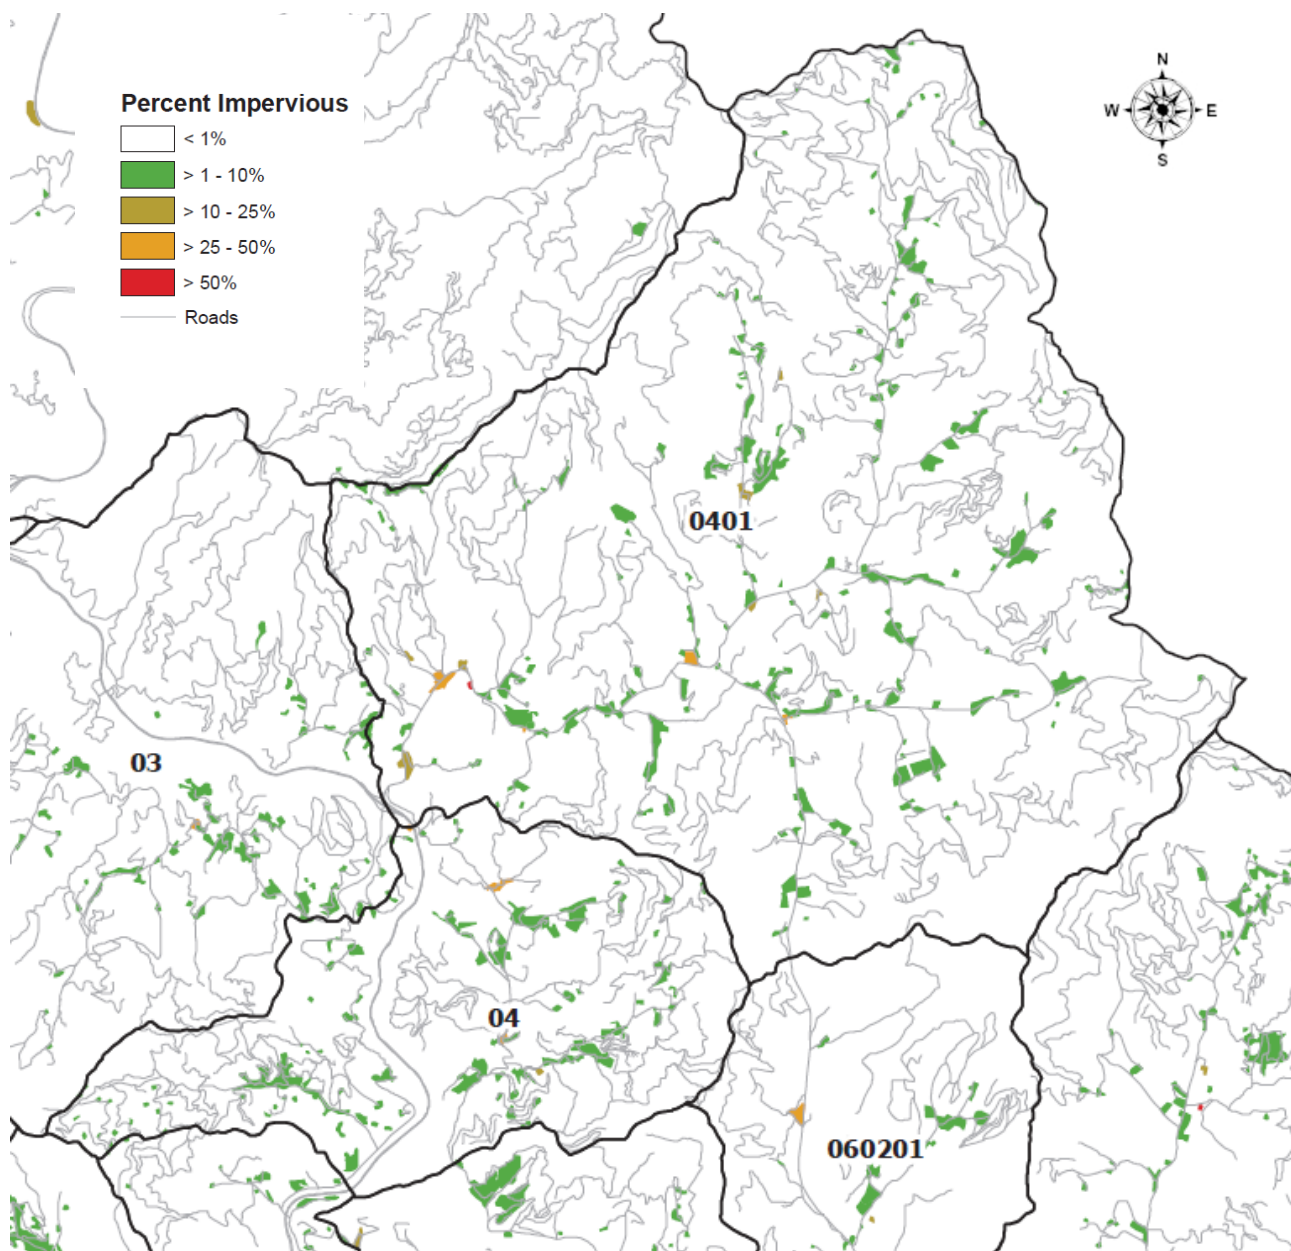 N
W E
S
Percent Impervious
< 1%
> 1 - 10%
> 10 - 25%
> 25 - 50%
> 50%
Roads
0401
03
04
060201